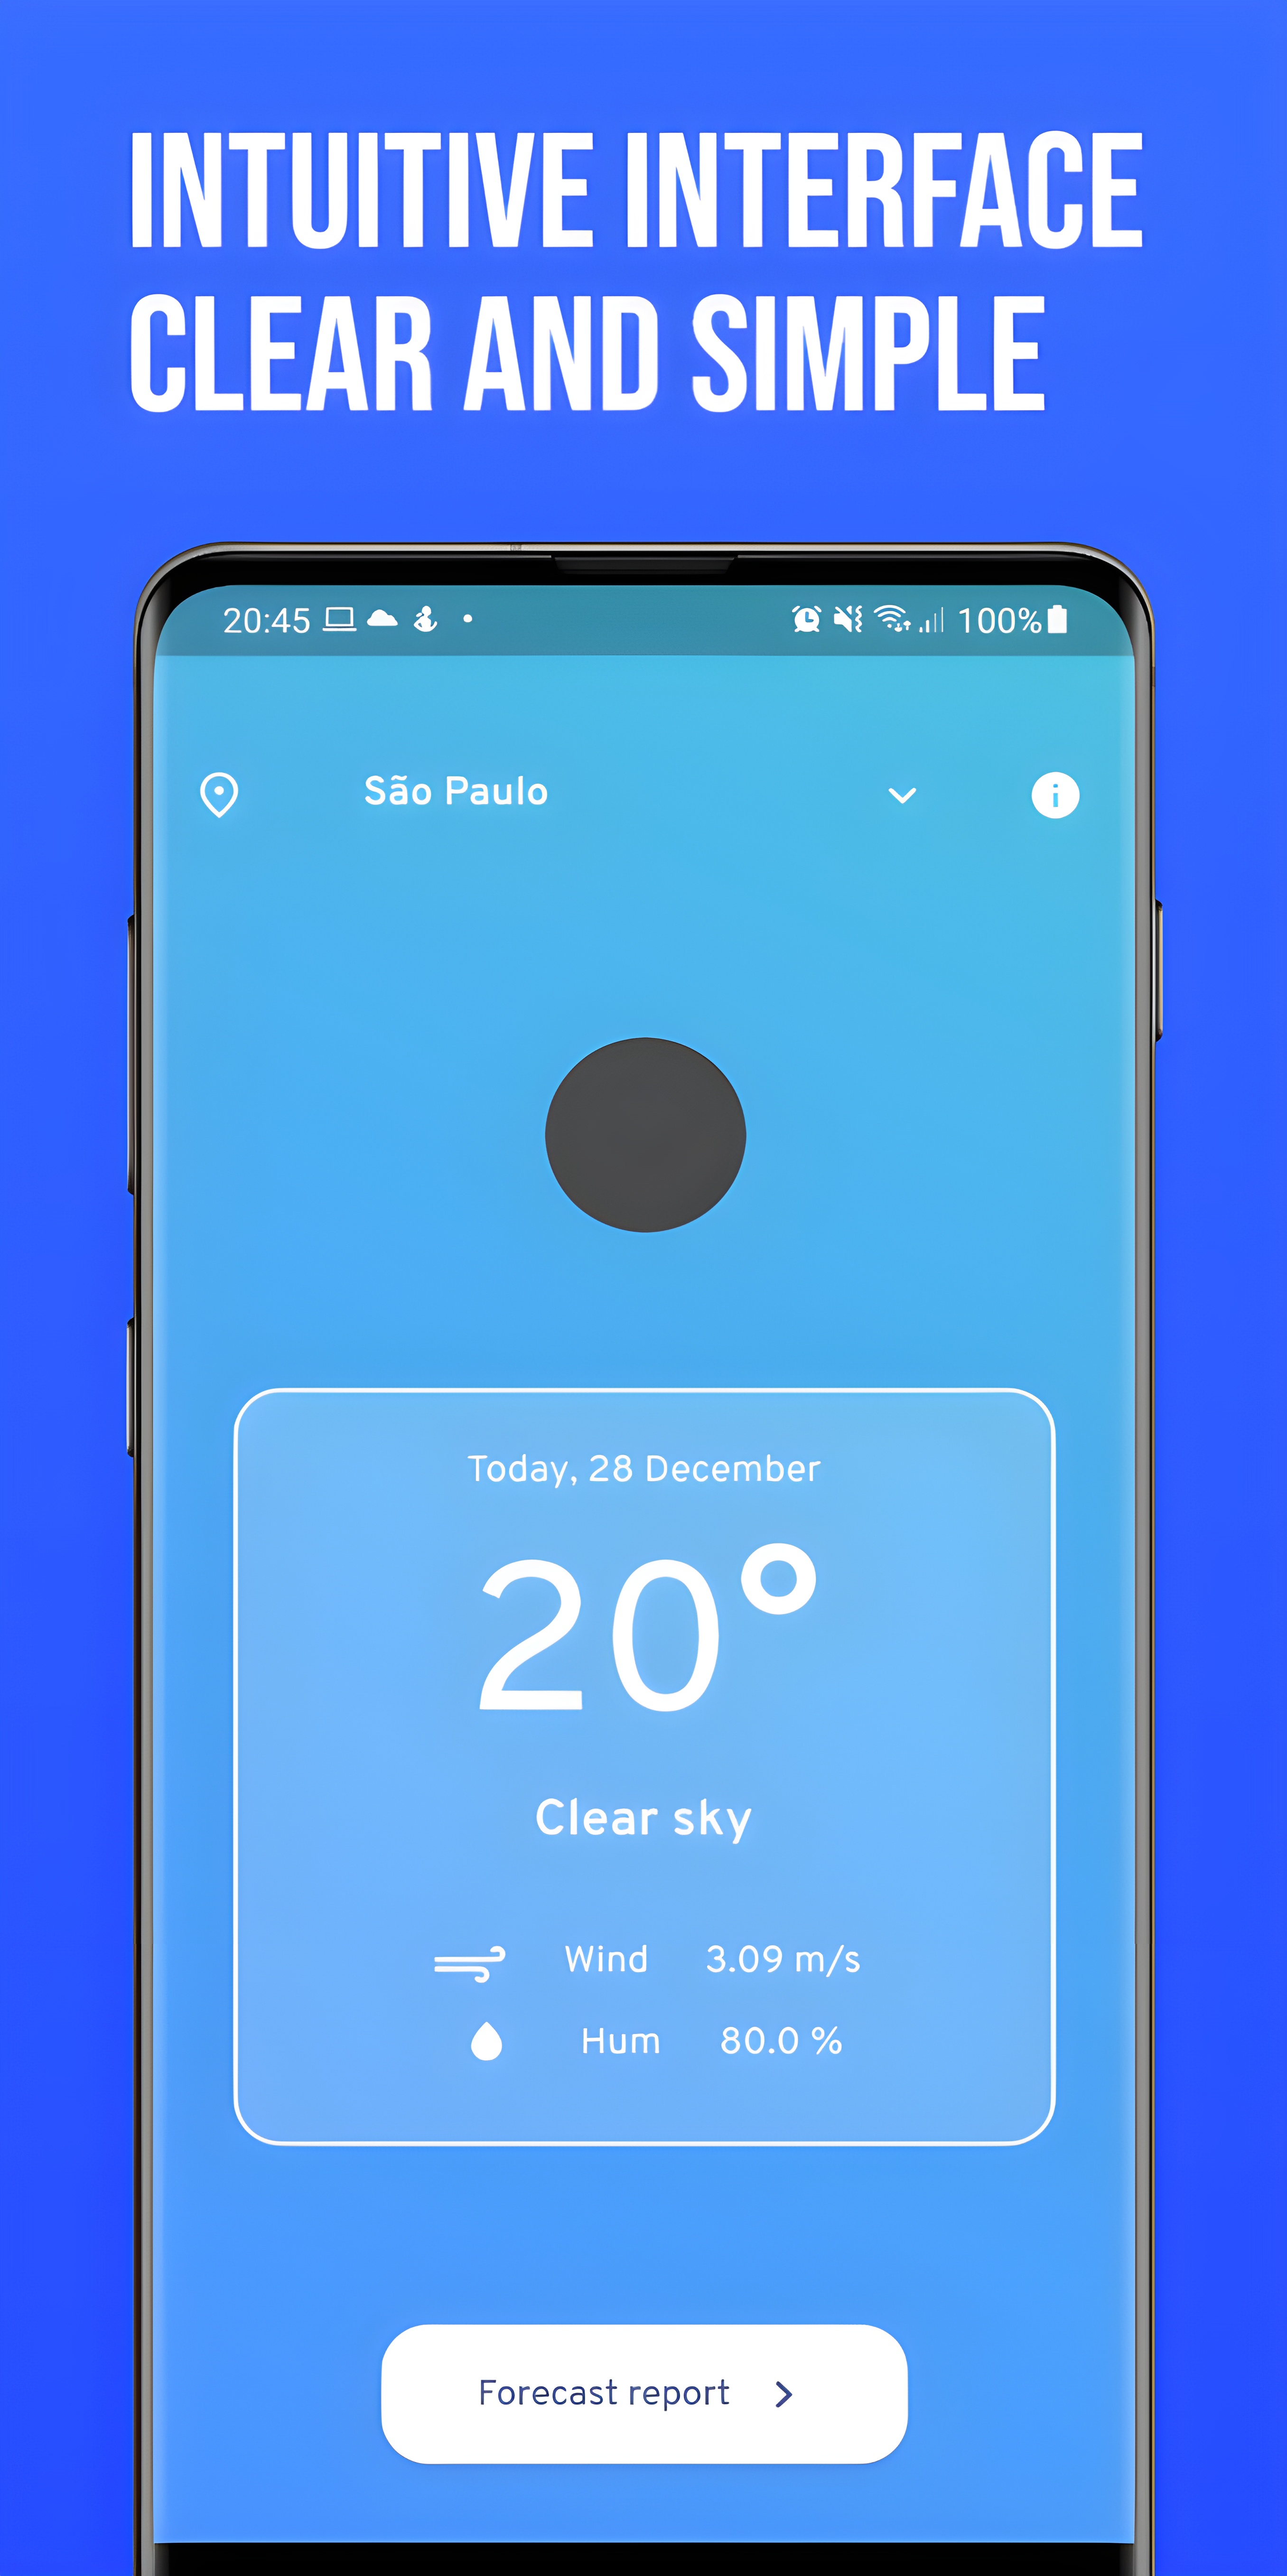 INTUITIVE INTERFACE
CLEAR AND SIMPLE
20:45 100%
São Paulo
Today, 28 December
20°
Clear sky
Wind 3.09 m/s
Hum 80.0 %
Forecast report